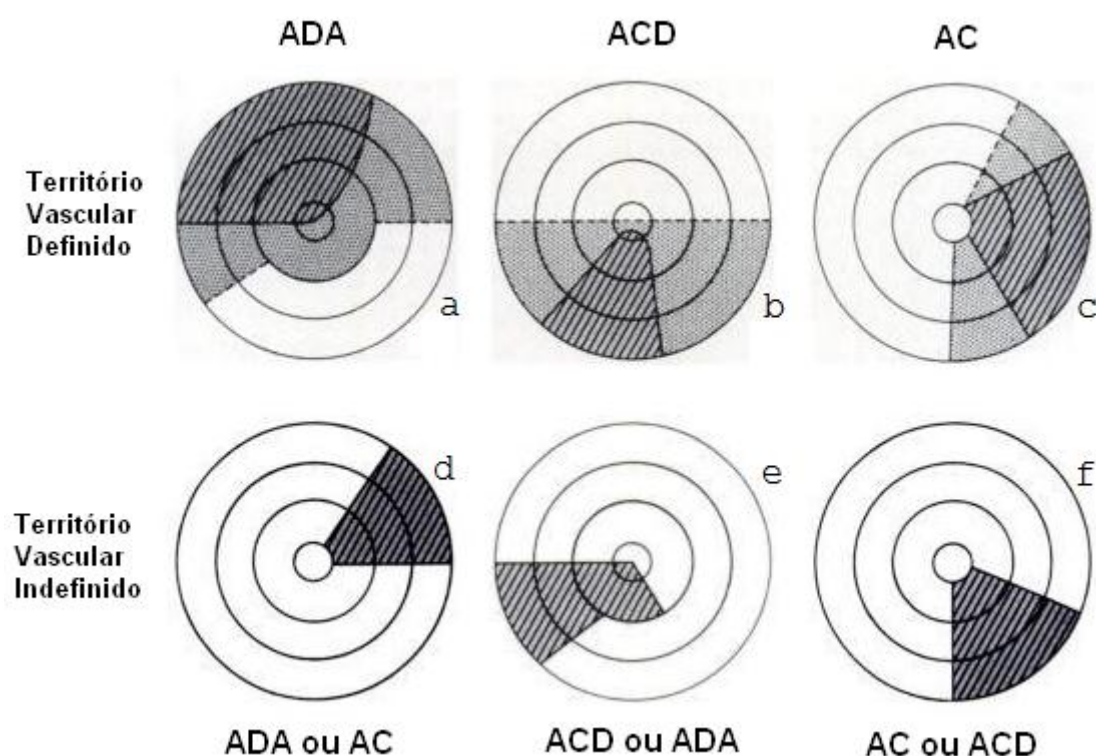 ADA ACD AC
Território
Vascular
Definido
a b c
d e f
Território
Vascular
Indefinido
ADA ou AC ACD ou ADA AC ou ACD